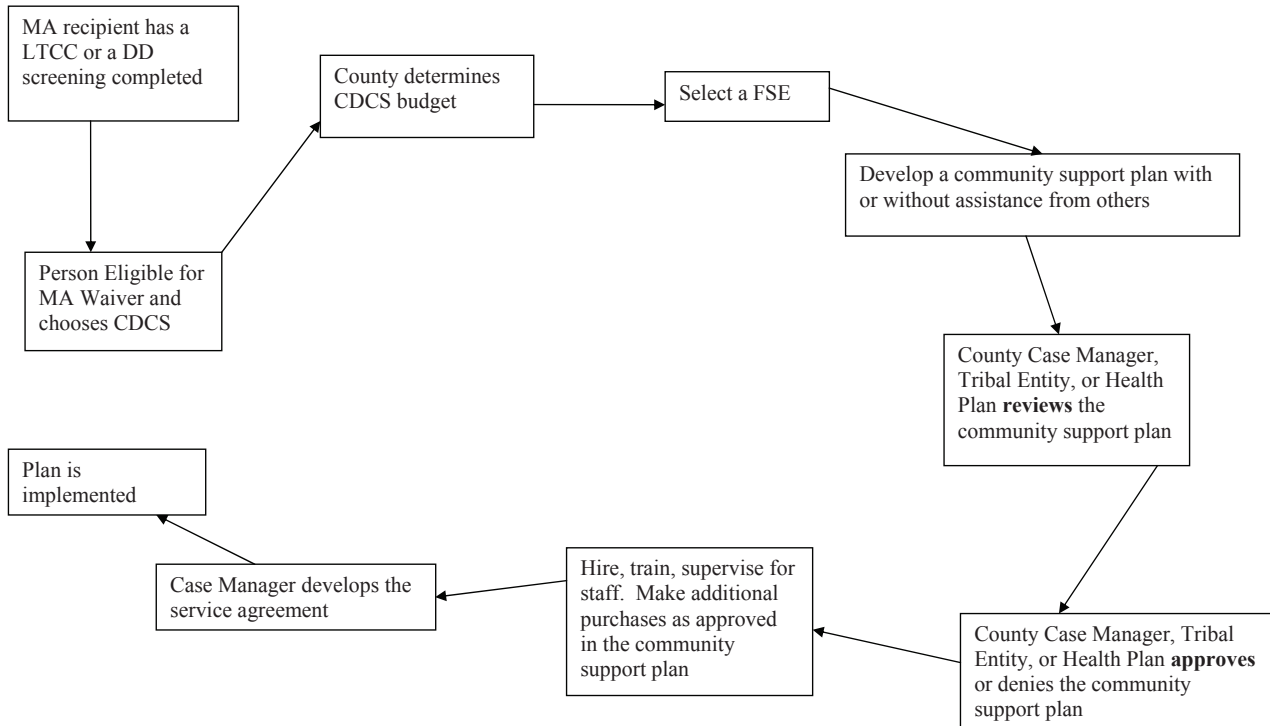 MA recipient has a
LTCC or a DD
screening completed
Person Eligible for
MA Waiver and
chooses CDCS
County determines
CDCS budget
Select a FSE
Develop a community support plan with
or without assistance from others
County Case Manager,
Tribal Entity, or Health
Plan reviews the
community support plan
County Case Manager, Tribal
Entity, or Health Plan approves
or denies the community
support plan
Hire, train, supervise for
staff. Make additional
purchases as approved
in the community
support plan
Case Manager develops the
service agreement
Plan is
implemented